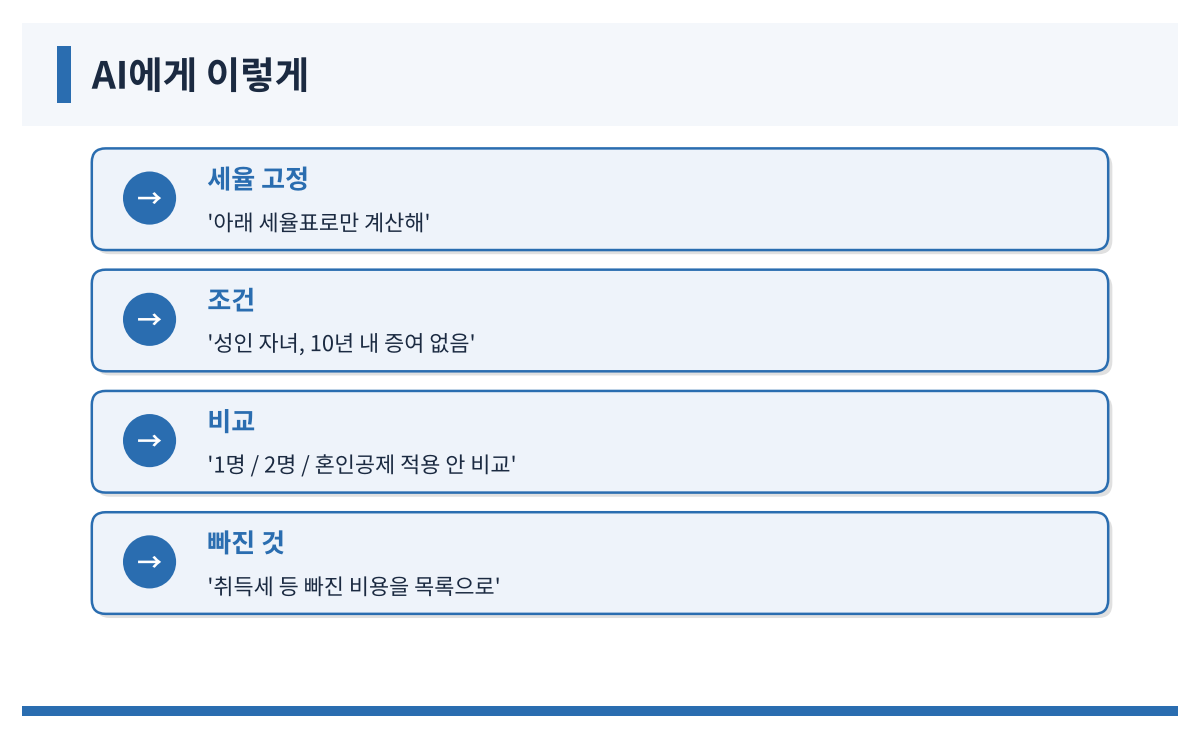 AI에게 이렇게
→
세율 고정
'아래 세율표로만 계산해'
→
조건
'성인 자녀, 10년 내 증여 없음'
→
비교
'1명 / 2명 / 혼인공제 적용 안 비교'
→
빠진 것
'취득세 등 빠진 비용을 목록으로'